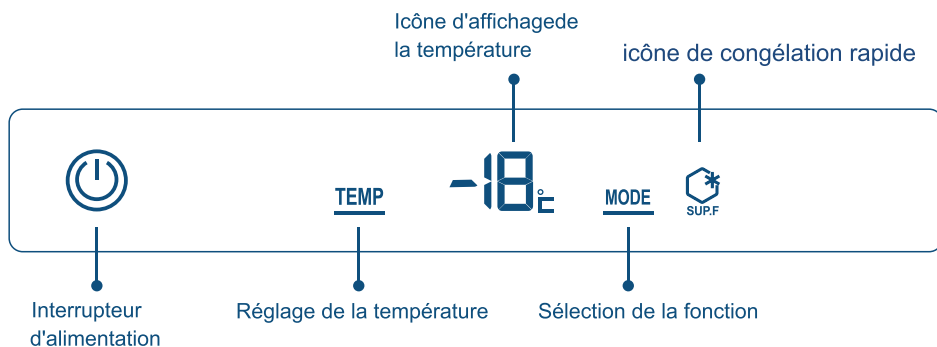 Icône d'affichagede
la température
icône de congélation rapide
TEMP
-18°C
MODE
SUP.F
Interrupteur
d'alimentation
Réglage de la température
Sélection de la fonction